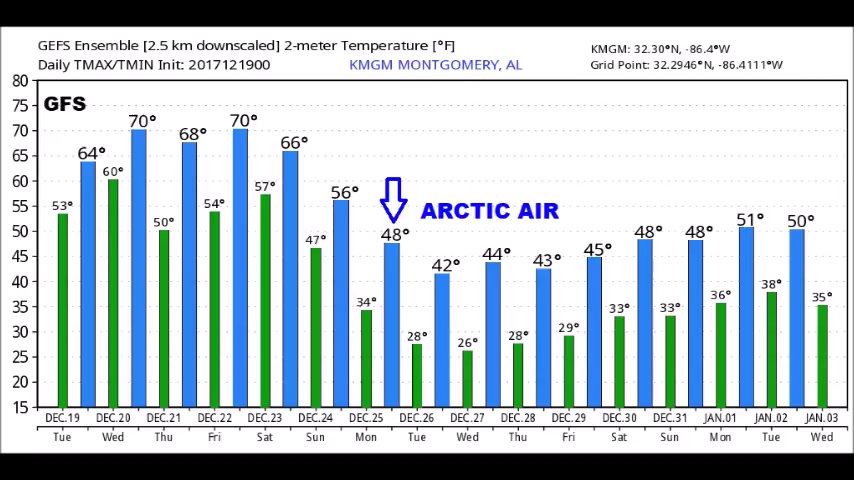 GEFS Ensemble [2.5 km downscaled] 2-meter Temperature [°F]
Daily TMAX/TMIN Init: 2017121900
KMGM MONTGOMERY, AL
KMGM: 32.30°N, -86.4°W
Grid Point: 32.2946°N, -86.4111°W
GFS
ARCTIC AIR
80
75
70
65
60
55
50
45
40
35
30
25
20
15
53° 64° 60° 70° 50° 68° 54° 70° 57° 66° 47° 56° 34° 48° 28° 42° 26° 44° 28° 43° 29° 45° 33° 48° 33° 48° 36° 51° 38° 50° 35°
DEC.19 DEC.20 DEC.21 DEC.22 DEC.23 DEC.24 DEC.25 DEC.26 DEC.27 DEC.28 DEC.29 DEC.30 DEC.31 JAN.01 JAN.02 JAN.03
Tue Wed Thu Fri Sat Sun Mon Tue Wed Thu Fri Sat Sun Mon Tue Wed